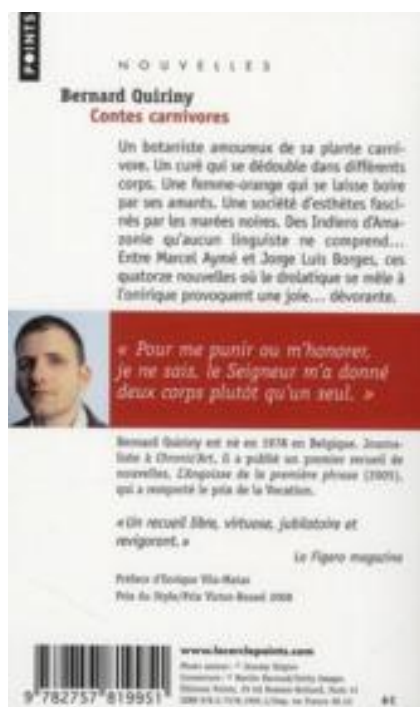 POINTS
NOUVELLES
Bernard Quiriny
Contes carnivores
Un botaniste amoureux de sa plante carni-
vore. Un curé qui se dédouble dans différents
corps. Une femme-orange qui se laisse boire
par ses amants. Une société d'esthètes fasci-
nés par les marées noires. Des Indiens d'Ama-
zonie qu'aucun linguiste ne comprend...
Entre Marcel Aymé et Jorge Luis Borges, ces
quatorze nouvelles où le drolatique se mêle à
l'onirique provoquent une joie... dévorante.
« Pour me punir ou m'honorer,
je ne sais, le Seigneur m'a donné
deux corps plutôt qu'un seul. »
Bernard Quiriny est né en 1978 en Belgique. Journa-
liste à Chronic'Art, il a publié un premier recueil de
nouvelles, L'Angoisse de la première phrase (2005),
qui a remporté le prix de la Vocation.
« Un recueil libre, virtuose, jubilatoire et
revigorant. »
Le Figaro magazine
Préface d'Enrique Vila-Matas
Prix du Style/Prix Victor-Rossel 2008
www.lecerclepoints.com
9 782757 819951